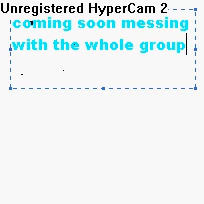 Unregistered HyperCam 2
coming soon messing
with the whole group